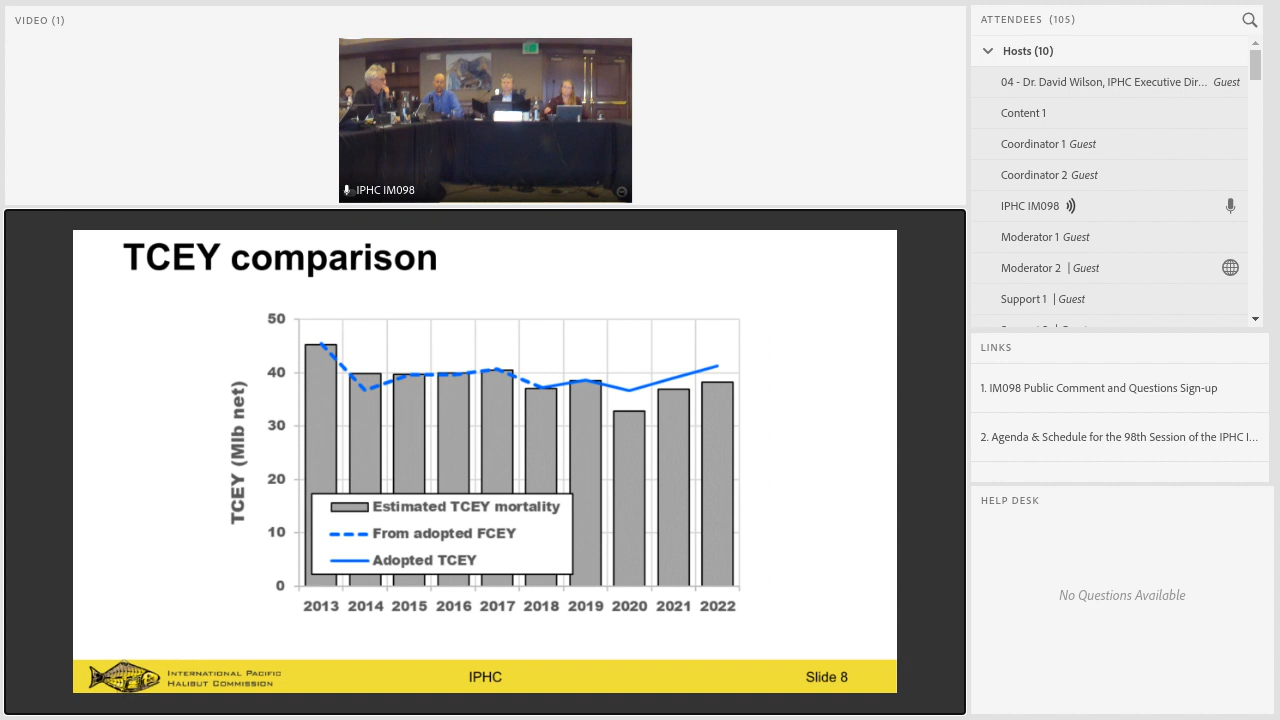 VIDEO (1)
IPHC IM098
TCEY comparison
TCEY (Mlb net)
50
40
30
20
10
0
Estimated TCEY mortality
From adopted FCEY
Adopted TCEY
2013 2014 2015 2016 2017 2018 2019 2020 2021 2022
INTERNATIONAL PACIFIC
HALIBUT COMMISSION
IPHC
Slide 8
ATTENDEES (105)
Hosts (10)
04 - Dr. David Wilson, IPHC Executive Dir... Guest
Content 1
Coordinator 1 Guest
Coordinator 2 Guest
IPHC IM098
Moderator 1 Guest
Moderator 2 | Guest
Support 1 | Guest
LINKS
1. IM098 Public Comment and Questions Sign-up
2. Agenda & Schedule for the 98th Session of the IPHC I...
HELP DESK
No Questions Available